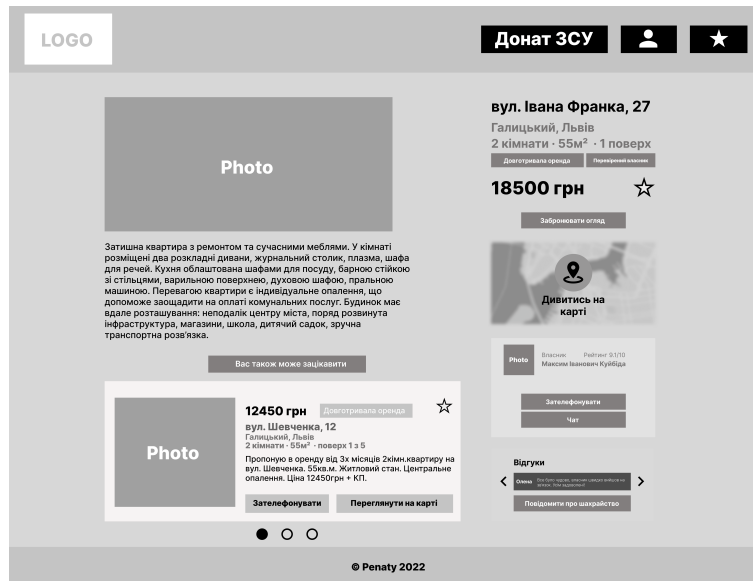 LOGO
Донат ЗСУ
Photo
вул. Івана Франка, 27
Галицький, Львів
2 кімнати · 55м² · 1 поверх
Довготривала оренда
Перевірений власник
18500 грн
Забронювати огляд
Затишна квартира з ремонтом та сучасними меблями. У кімнаті
розміщені два розкладні дивани, журнальний столик, плазма, шафа
для речей. Кухня облаштована шафами для посуду, барною стійкою
зі стільцями, варильною поверхнею, духовою шафою, пральною
машиною. Перевагою квартири є індивідуальне опалення, що
допоможе заощадити на оплаті комунальних послуг. Будинок має
вдале розташування: неподалік центру міста, поряд розвинута
інфраструктура, магазини, школа, дитячий садок, зручна
транспортна розв’язка.
Дивитись на
карті
Photo
Власник
Рейтинг 9.1/10
Максим Іванович Куйбіда
Зателефонувати
Чат
Вас також може зацікавити
Photo
12450 грн
Довготривала оренда
вул. Шевченка, 12
Галицький, Львів
2 кімнати · 55м² · поверх 1 з 5
Пропоную в оренду від 3х місяців 2кімн.квартиру на
вул. Шевченка. 55кв.м. Житловий стан. Центральне
опалення. Ціна 12450грн + КП.
Зателефонувати
Переглянути на карті
Відгуки
Олена
Повідомити про шахрайство
© Penaty 2022